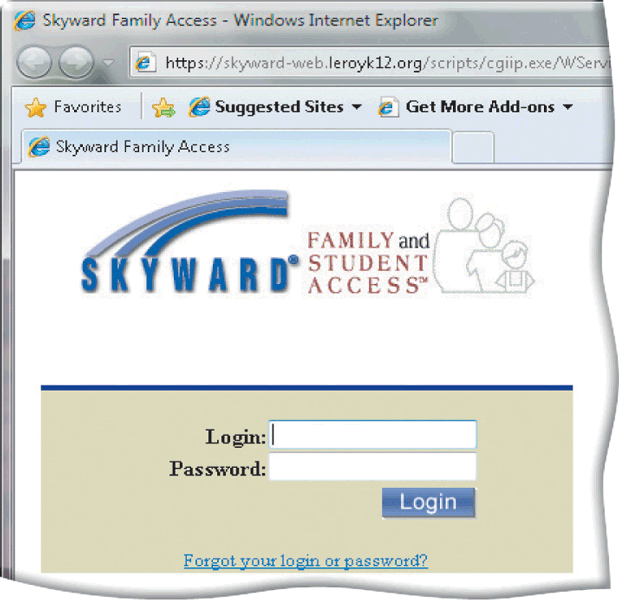 Skyward Family Access - Windows Internet Explorer
https://skyward-web.leroyk12.org/scripts/cgiip.exe/WServi
Favorites Suggested Sites Get More Add-ons
Skyward Family Access
SKYWARD®
FAMILY and
STUDENT
ACCESS™
Login:
Password:
Login
Forgot your login or password?